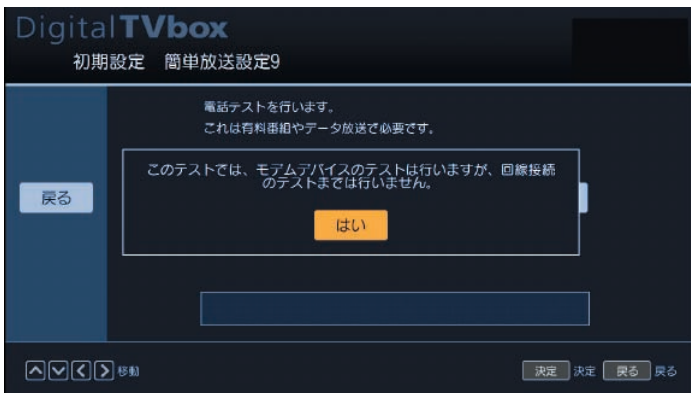 DigitalTVbox
初期設定 簡単放送設定9
電話テストを行います。
これは有料番組やデータ放送で必要です。
このテストでは、モデムデバイスのテストは行いますが、回線接続
のテストまでは行いません。
戻る
はい
移動
決定 決定 戻る 戻る